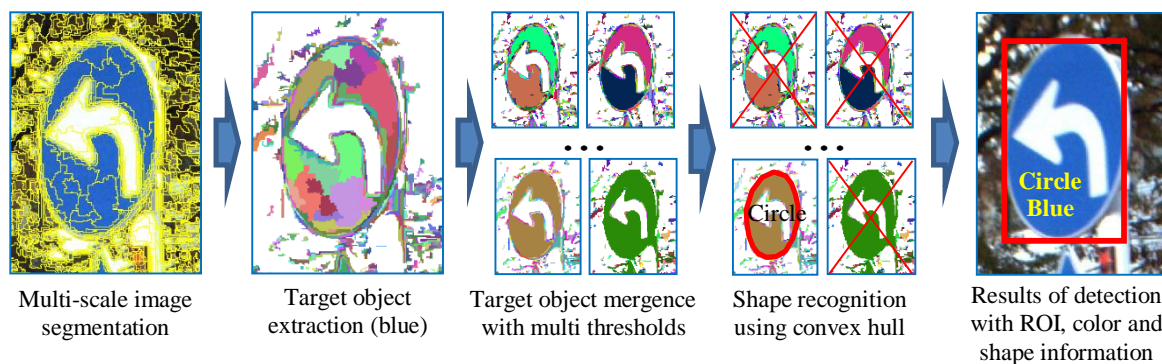 Circle
Circle
Blue
Multi-scale image
segmentation
Target object
extraction (blue)
Target object mergence
with multi thresholds
Shape recognition
using convex hull
Results of detection
with ROI, color and
shape information